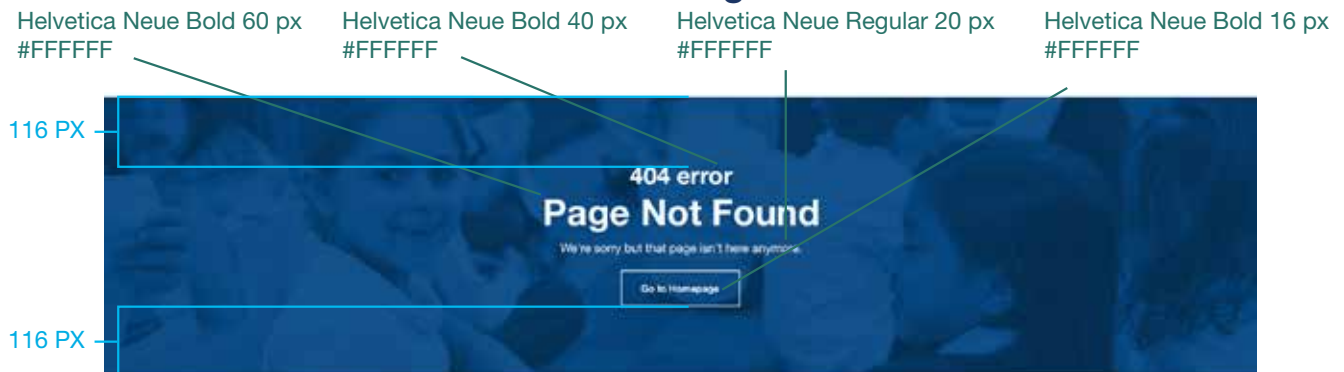 Helvetica Neue Bold 60 px
#FFFFFF
Helvetica Neue Bold 40 px
#FFFFFF
Helvetica Neue Regular 20 px
#FFFFFF
Helvetica Neue Bold 16 px
#FFFFFF
116 PX
404 error
Page Not Found
We're sorry but that page isn't here anymore.
Go to Homepage
116 PX